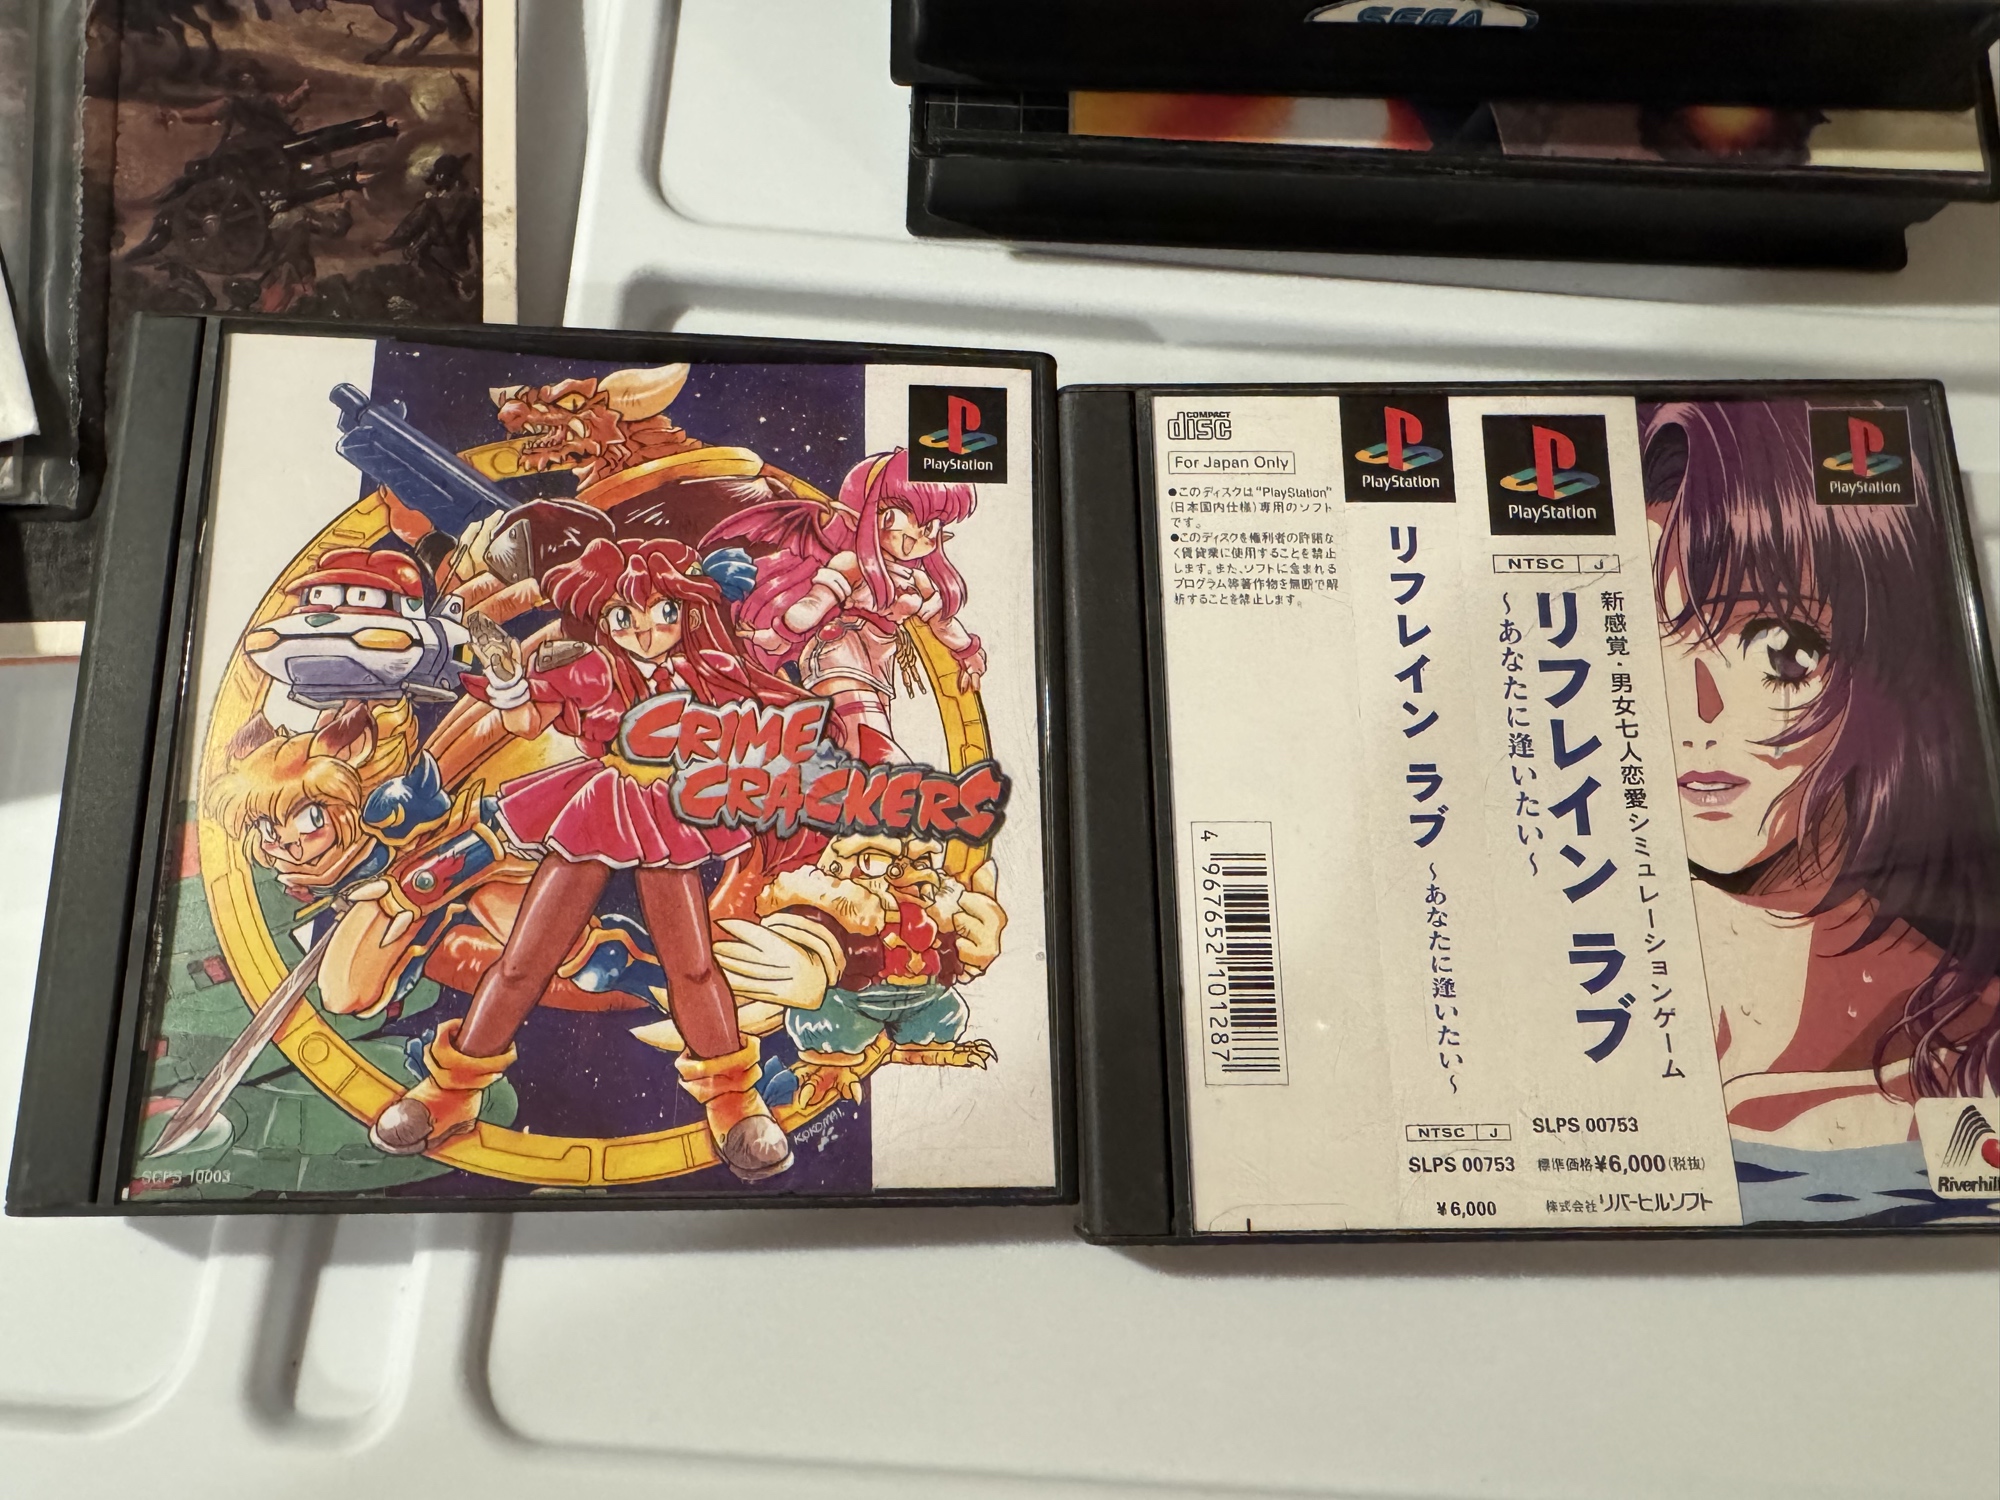 SEGA
PlayStation
CRIME
CRACKERS
KOKOMAI
SCPS 10003
COMPACT
disc
For Japan Only
●このディスクは"PlayStation"
(日本国内仕様)専用のソフト
です。
●このディスクを権利者の許諾な
く賃貸業に使用することを禁止
します。また、ソフトに含まれる
プログラム等著作物を無断で解
析することを禁止します。
4 967652 101287
PlayStation
リフレイン ラブ ～あなたに逢いたい～
NTSC J
SLPS 00753
¥6,000
PlayStation
NTSC J
新感覚・男女七人恋愛シミュレーションゲーム
リフレイン ラブ
～あなたに逢いたい～
SLPS 00753
標準価格¥6,000(税抜)
株式会社リバーヒルソフト
PlayStation
Riverhill